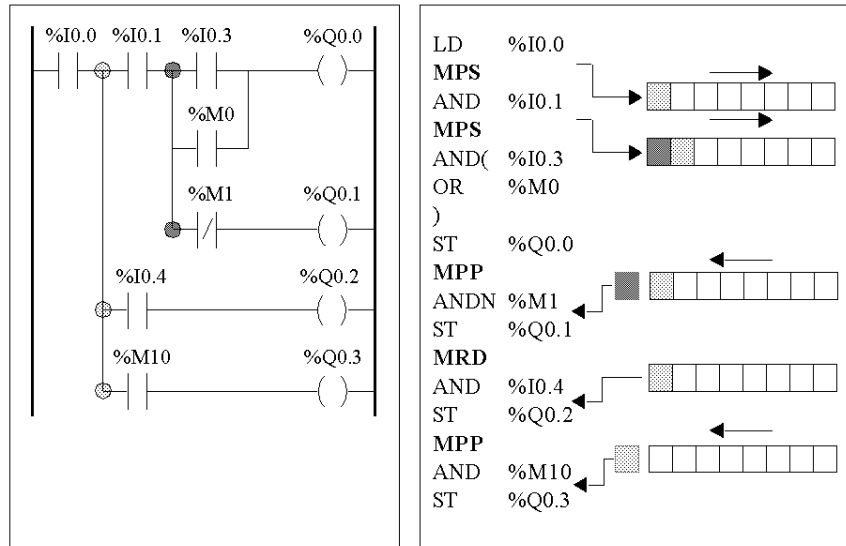 %I0.0 %I0.1 %I0.3 %Q0.0
%M0
%M1 %Q0.1
%I0.4 %Q0.2
%M10 %Q0.3
LD %I0.0
MPS
AND %I0.1
MPS
AND( %I0.3
OR %M0
)
ST %Q0.0
MPP
ANDN %M1
ST %Q0.1
MRD
AND %I0.4
ST %Q0.2
MPP
AND %M10
ST %Q0.3